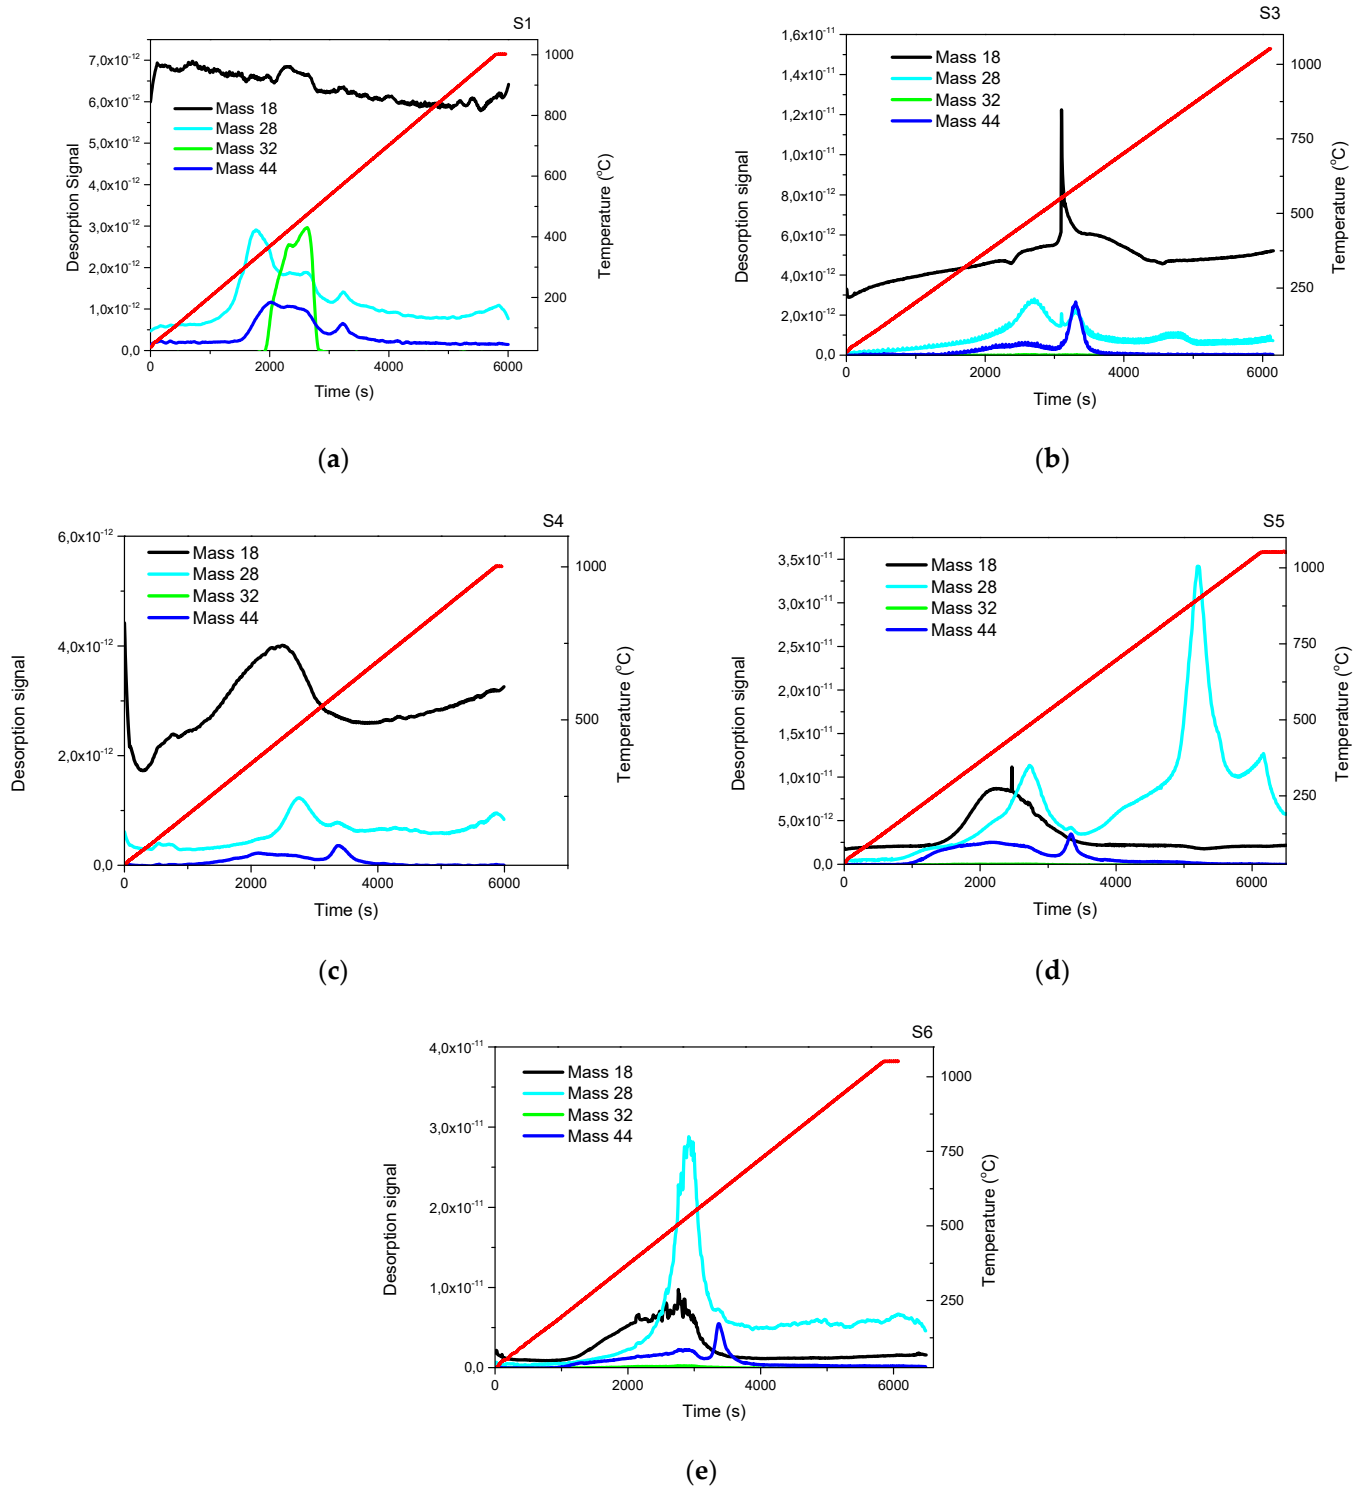 S1
7,0x10⁻¹²
6,0x10⁻¹²
5,0x10⁻¹²
4,0x10⁻¹²
3,0x10⁻¹²
2,0x10⁻¹²
1,0x10⁻¹²
0,0
Desorption Signal
Mass 18
Mass 28
Mass 32
Mass 44
1000
800
600
400
200
Temperature (°C)
0 2000 4000 6000
Time (s)
(a)
S3
1,6x10⁻¹¹
1,4x10⁻¹¹
1,2x10⁻¹¹
1,0x10⁻¹¹
8,0x10⁻¹²
6,0x10⁻¹²
4,0x10⁻¹²
2,0x10⁻¹²
0,0
Desorption signal
Mass 18
Mass 28
Mass 32
Mass 44
1000
750
500
250
Temperature (°C)
0 2000 4000 6000
Time (s)
(b)
S4
6,0x10⁻¹²
4,0x10⁻¹²
2,0x10⁻¹²
0,0
Desorption signal
Mass 18
Mass 28
Mass 32
Mass 44
1000
500
Temperature (°C)
0 2000 4000 6000
Time (s)
(c)
S5
3,5x10⁻¹¹
3,0x10⁻¹¹
2,5x10⁻¹¹
2,0x10⁻¹¹
1,5x10⁻¹¹
1,0x10⁻¹¹
5,0x10⁻¹²
0,0
Desorption signal
Mass 18
Mass 28
Mass 32
Mass 44
1000
750
500
250
Temperature (°C)
0 2000 4000 6000
Time (s)
(d)
S6
4,0x10⁻¹¹
3,0x10⁻¹¹
2,0x10⁻¹¹
1,0x10⁻¹¹
0,0
Desorption signal
Mass 18
Mass 28
Mass 32
Mass 44
1000
750
500
250
Temperature (°C)
0 2000 4000 6000
Time (s)
(e)